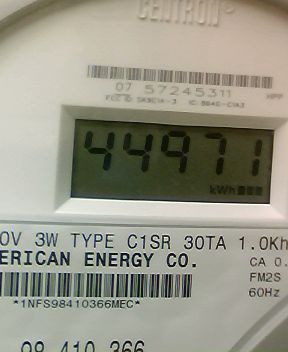 CENTRON®
07 57245311
44971
kWh
0V 3W TYPE C1SR 30TA 1.0Kh
ERICAN ENERGY CO.
CA 0.
FM2S
60Hz
*1NFS98410366MEC*
98 410 366